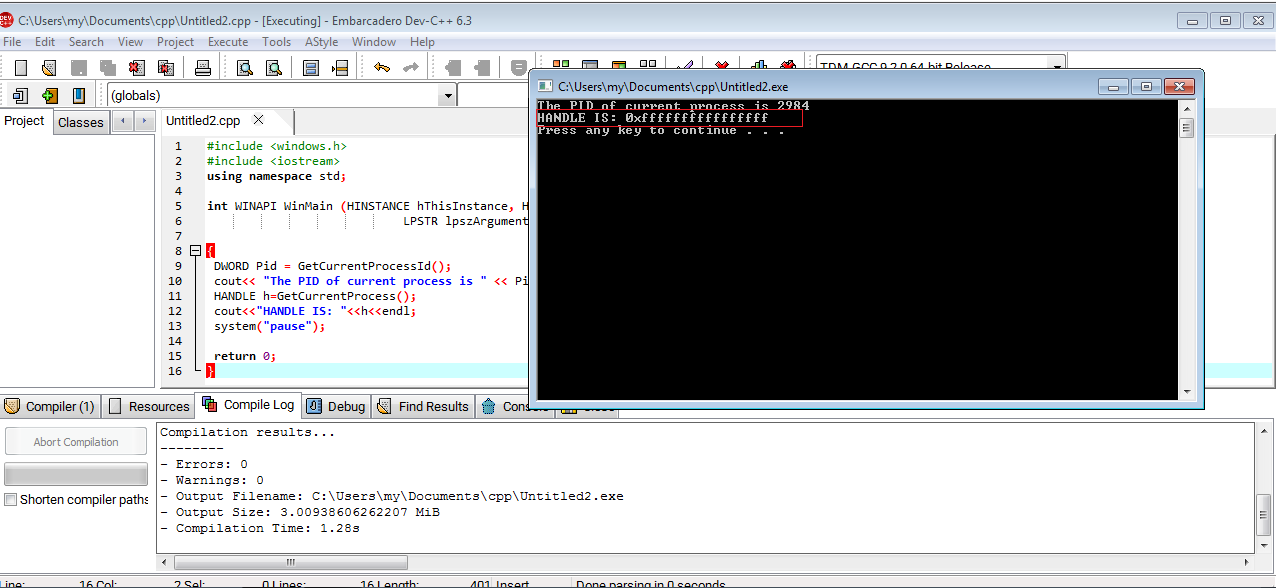 C:\Users\my\Documents\cpp\Untitled2.cpp - [Executing] - Embarcadero Dev-C++ 6.3
File Edit Search View Project Execute Tools AStyle Window Help
TDM-GCC 9.2.0 64-bit Release
(globals)
Project Classes
Untitled2.cpp
1 #include <windows.h>
2 #include <iostream>
3 using namespace std;
4
5 int WINAPI WinMain (HINSTANCE hThisInstance, H
6 LPSTR lpszArgument
7
8 {
9 DWORD Pid = GetCurrentProcessId();
10 cout<< "The PID of current process is " << Pi
11 HANDLE h=GetCurrentProcess();
12 cout<<"HANDLE IS: "<<h<<endl;
13 system("pause");
14
15 return 0;
16 }
C:\Users\my\Documents\cpp\Untitled2.exe
The PID of current process is 2984
HANDLE IS: 0xffffffffffffffff
Press any key to continue . . .
Compiler (1) Resources Compile Log Debug Find Results Close
Abort Compilation
Shorten compiler paths
Compilation results...
--------
- Errors: 0
- Warnings: 0
- Output Filename: C:\Users\my\Documents\cpp\Untitled2.exe
- Output Size: 3.00938606262207 MiB
- Compilation Time: 1.28s
Line: 16 Col: 2 Sel: 0 Lines: 16 Length: 401 Insert Done parsing in 0 seconds